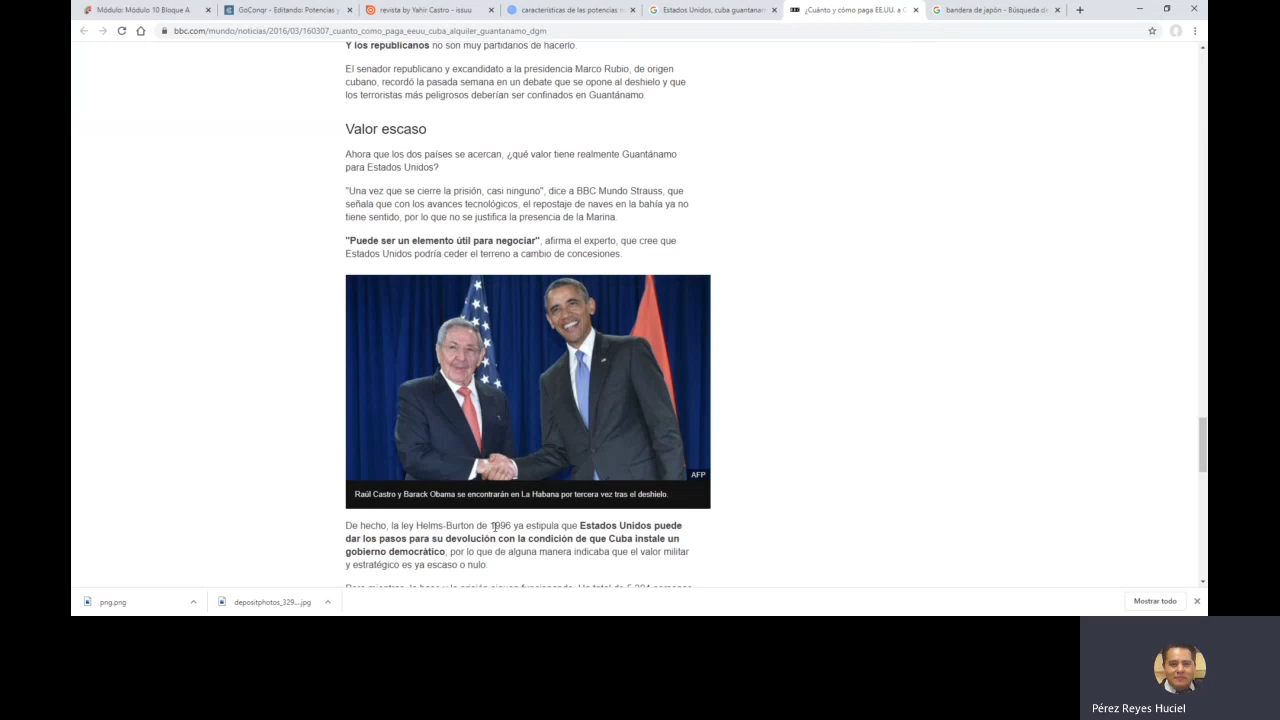 Módulo: Módulo 10 Bloque A
GoConqr - Editando: Potencias y
revista by Yahir Castro - issuu
características de las potencias m
Estados Unidos, cuba guantanam
¿Cuánto y cómo paga EE.UU. a C
bandera de japón - Búsqueda de
bbc.com/mundo/noticias/2016/03/160307_cuanto_como_paga_eeuu_cuba_alquiler_guantanamo_dgm
Y los republicanos no son muy partidarios de hacerlo.
El senador republicano y excandidato a la presidencia Marco Rubio, de origen
cubano, recordó la pasada semana en un debate que se opone al deshielo y que
los terroristas más peligrosos deberían ser confinados en Guantánamo.
Valor escaso
Ahora que los dos países se acercan, ¿qué valor tiene realmente Guantánamo
para Estados Unidos?
"Una vez que se cierre la prisión, casi ninguno", dice a BBC Mundo Strauss, que
señala que con los avances tecnológicos, el repostaje de naves en la bahía ya no
tiene sentido, por lo que no se justifica la presencia de la Marina.
"Puede ser un elemento útil para negociar", afirma el experto, que cree que
Estados Unidos podría ceder el terreno a cambio de concesiones.
AFP
Raúl Castro y Barack Obama se encontrarán en La Habana por tercera vez tras el deshielo.
De hecho, la ley Helms-Burton de 1996 ya estipula que Estados Unidos puede
dar los pasos para su devolución con la condición de que Cuba instale un
gobierno democrático, por lo que de alguna manera indicaba que el valor militar
y estratégico es ya escaso o nulo.
png.png
depositphotos_329....jpg
Mostrar todo
Pérez Reyes Huciel